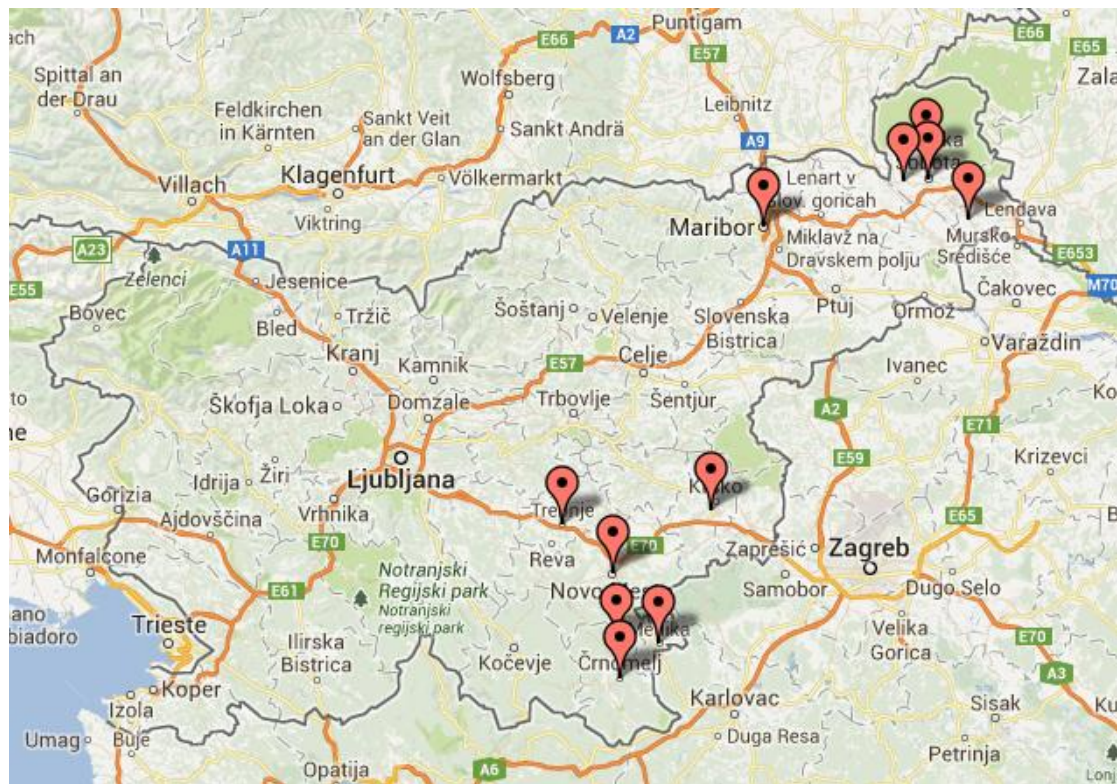 ach
E66
A2
Puntigam
E66
E65
Spittal an
der Drau
Wolfsberg
E57
Zala
Feldkirchen
in Kärnten
Sankt Veit
an der Glan
Sankt Andrä
Leibnitz
A9
Villach
Klagenfurt
Völkermarkt
Lenart v
Slov. goricah
Viktring
Maribor
Lendava
A23
A11
Zelenci
Miklavž na
Dravskem polju
Mursko
Središće
E653
E55
Jesenice
M70
Bovec
Bled
Tržič
Šoštanj
Velenje
Slovenska
Bistrica
Ptuj
Ormož
Čakovec
Kranj
Kamnik
E57
Celje
Ivanec
Varaždin
Škofja Loka
Domzale
Trbovlje
Šentjur
A2
E71
Ljubljana
E59
Križevci
Gorizia
Idrija
Žiri
Vrhnika
Ajdovščina
E70
Reva
E70
Zaprešić
Zagreb
E65
Monfalcone
Notranjski
Regijski park
Notranjski
regijski park
Samobor
Dugo Selo
E61
Trieste
Ilirska
Bistrica
Kočevje
Črnomelj
Velika
Gorica
E70
Koper
Karlovac
A3
Izola
Sisak
Umag
Buje
Duga Resa
Petrinja
Opatija
A6